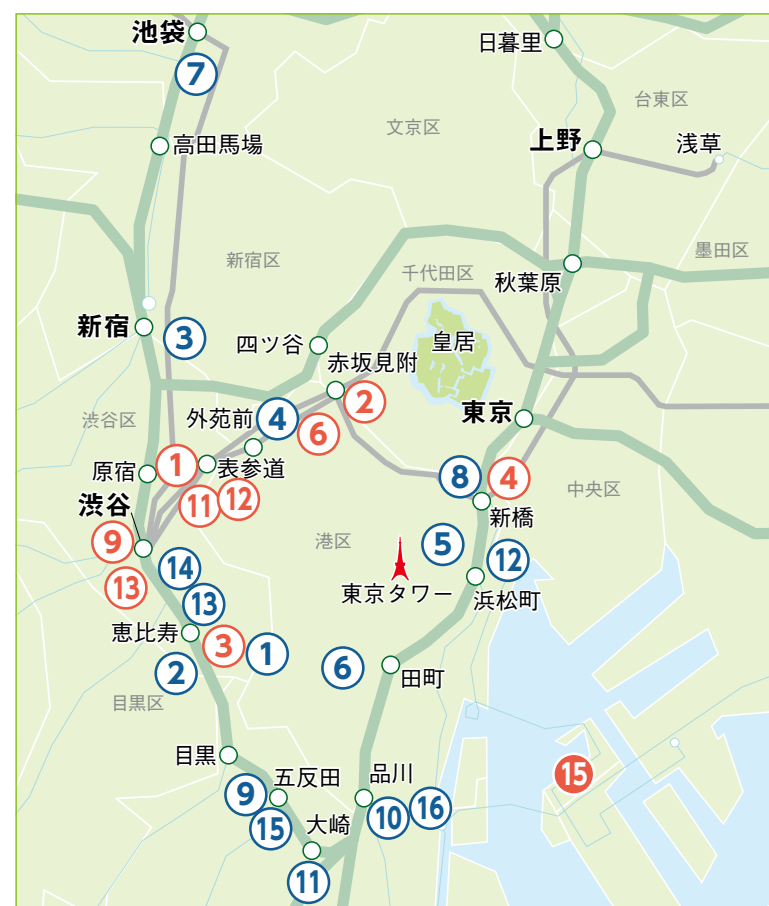 池袋
日暮里
7
台東区
文京区
高田馬場
上野
浅草
新宿区
墨田区
千代田区
秋葉原
新宿
3
四ツ谷
皇居
赤坂見附
2
渋谷区
外苑前
4
6
東京
原宿
1
表参道
8
4
中央区
渋谷
11
12
新橋
9
港区
5
14
12
13
東京タワー
浜松町
13
恵比寿
3
1
2
6
田町
目黒区
目黒
五反田
品川
15
9
10
16
15
大崎
11